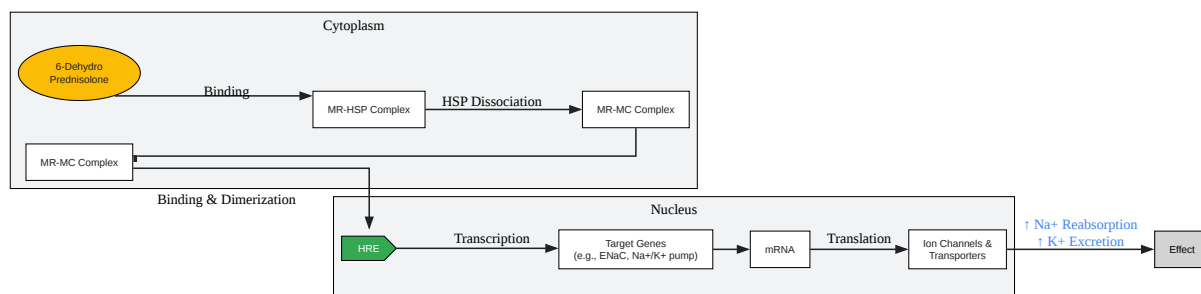 Cytoplasm
6-Dehydro
Prednisolone
Binding
MR-HSP Complex
HSP Dissociation
MR-MC Complex
MR-MC Complex
Binding & Dimerization
Nucleus
HRE
Transcription
Target Genes
(e.g., ENaC, Na+/K+ pump)
mRNA
Translation
Ion Channels &
Transporters
↑ Na+ Reabsorption
↑ K+ Excretion
Effect